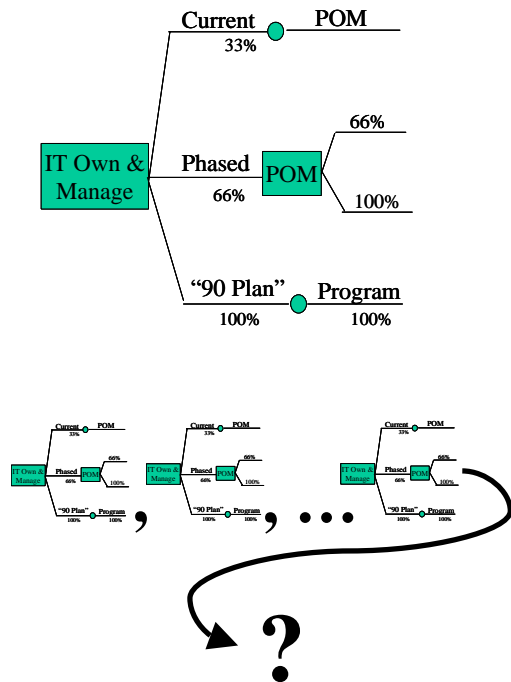 Current POM
33%
66%
IT Own &
Manage
Phased POM
66%
100%
“90 Plan” Program
100% 100%
Current POM
33%
66%
IT Own &
Manage
Phased POM
66%
100%
“90 Plan” Program
100% 100%
,
Current POM
33%
66%
IT Own &
Manage
Phased POM
66%
100%
“90 Plan” Program
100% 100%
, ...
Current POM
33%
66%
IT Own &
Manage
Phased POM
66%
100%
“90 Plan” Program
100% 100%
?